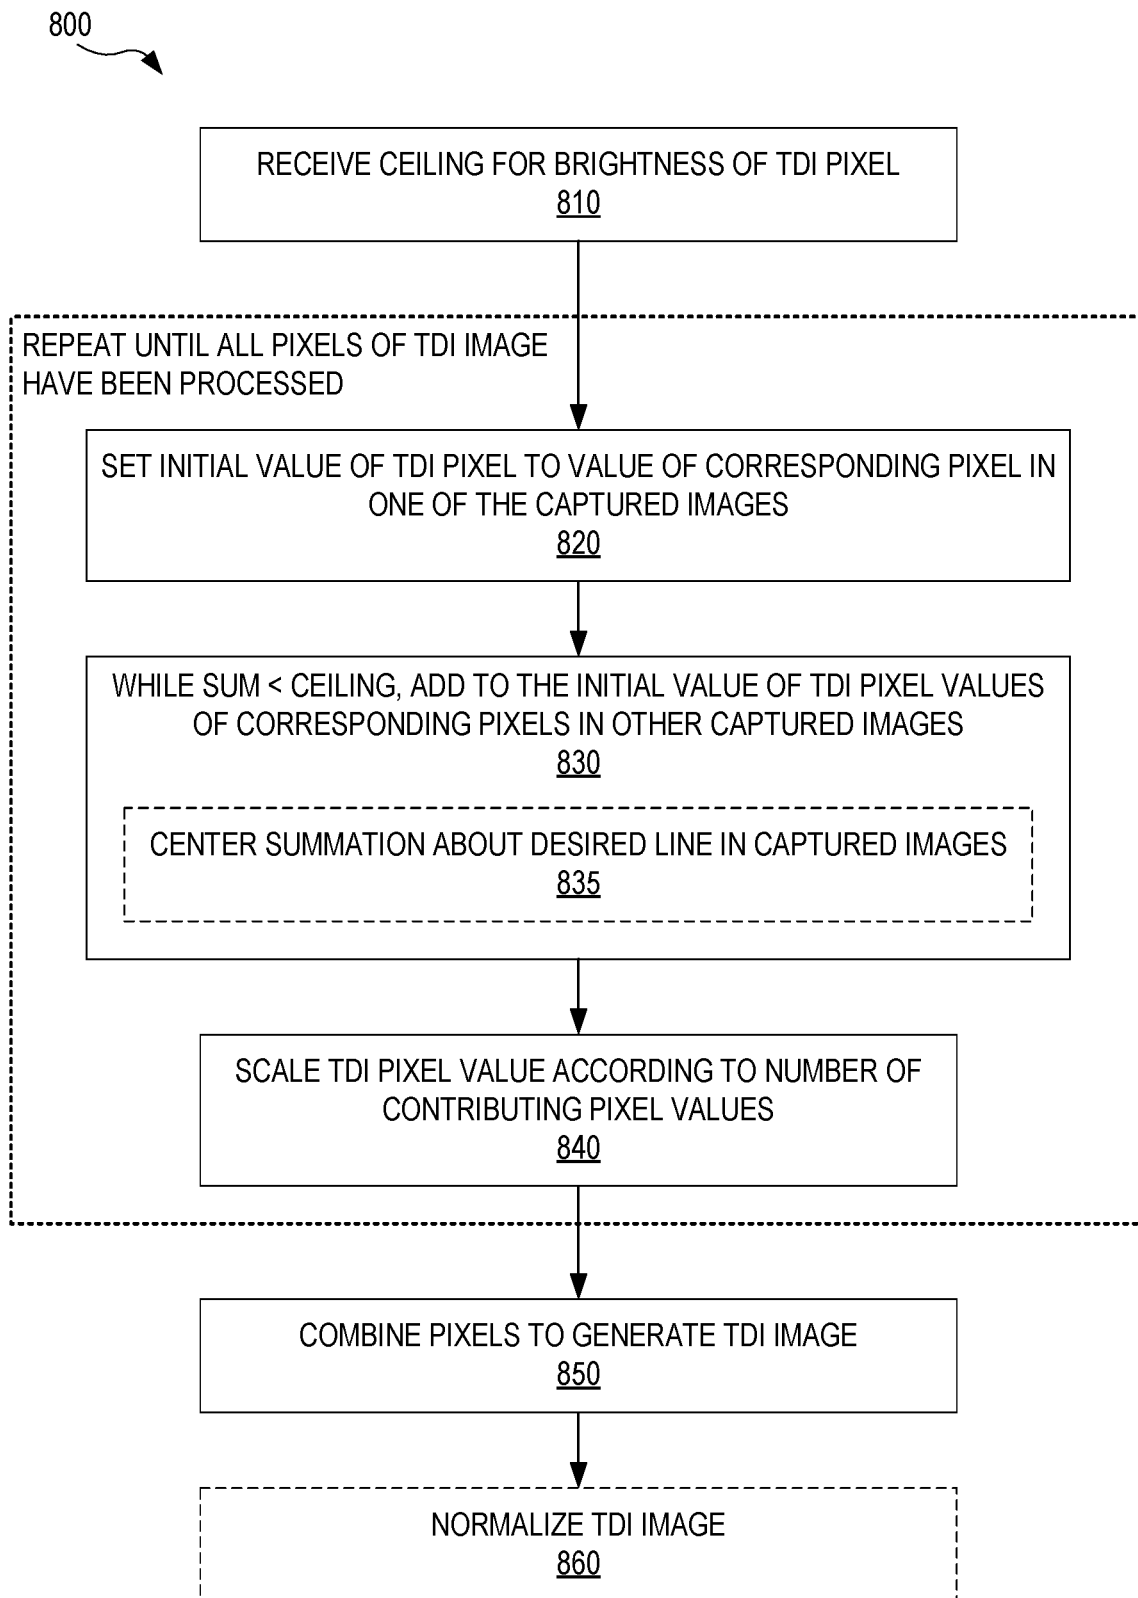 800
RECEIVE CEILING FOR BRIGHTNESS OF TDI PIXEL
810
REPEAT UNTIL ALL PIXELS OF TDI IMAGE
HAVE BEEN PROCESSED
SET INITIAL VALUE OF TDI PIXEL TO VALUE OF CORRESPONDING PIXEL IN
ONE OF THE CAPTURED IMAGES
820
WHILE SUM < CEILING, ADD TO THE INITIAL VALUE OF TDI PIXEL VALUES
OF CORRESPONDING PIXELS IN OTHER CAPTURED IMAGES
830
CENTER SUMMATION ABOUT DESIRED LINE IN CAPTURED IMAGES
835
SCALE TDI PIXEL VALUE ACCORDING TO NUMBER OF
CONTRIBUTING PIXEL VALUES
840
COMBINE PIXELS TO GENERATE TDI IMAGE
850
NORMALIZE TDI IMAGE
860